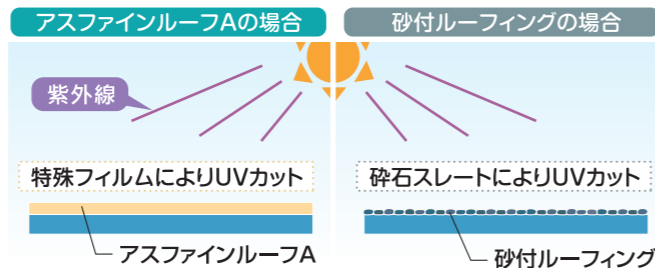 アスファインルーフAの場合
紫外線
特殊フィルムによりUVカット
アスファインルーフA
砂付ルーフィングの場合
砕石スレートによりUVカット
砂付ルーフィング